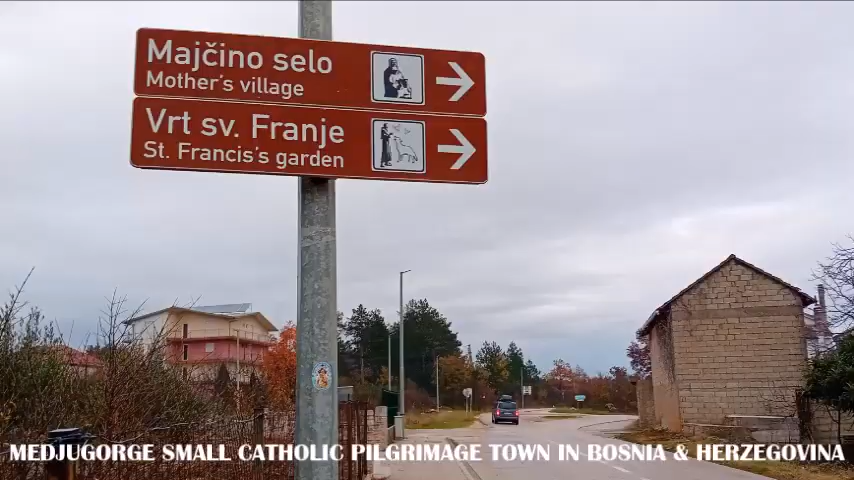 Majčino selo
Mother's village
Vrt sv. Franje
St. Francis's garden
MEDJUGORGE SMALL CATHOLIC PILGRIMAGE TOWN IN BOSNIA & HERZEGOVINA